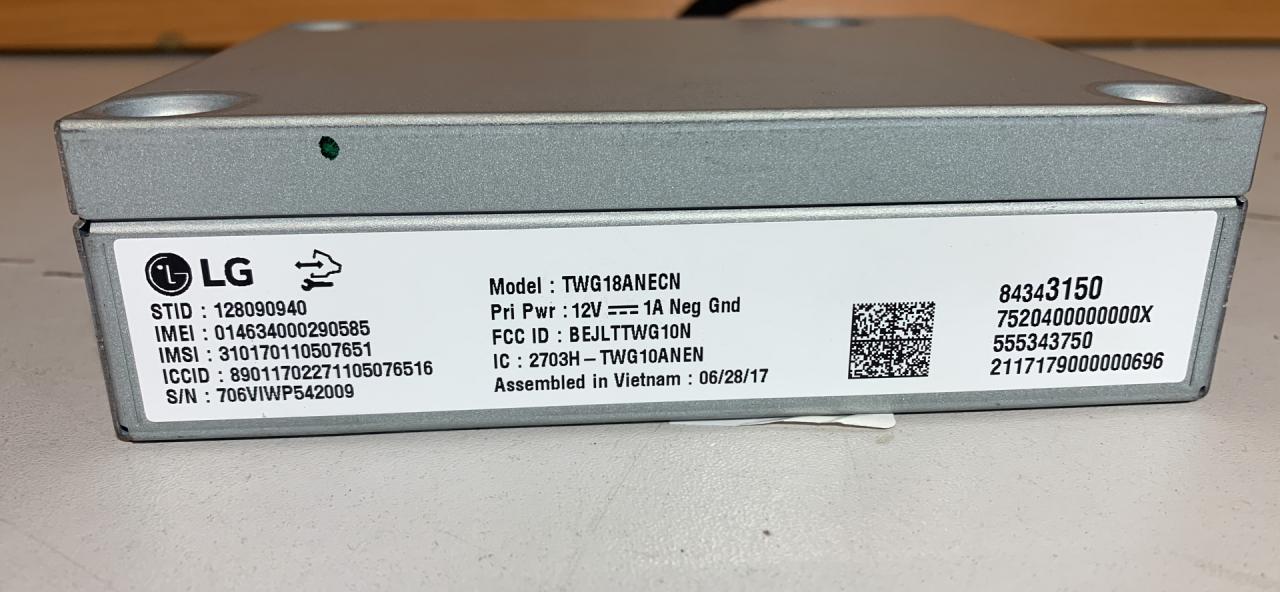 LG
STID : 128090940
IMEI : 014634000290585
IMSI : 310170110507651
ICCID : 89011702271105076516
S/N : 706VIWP542009
Model : TWG18ANECN
Pri Pwr : 12V ⎓ 1A Neg Gnd
FCC ID : BEJLTTWG10N
IC : 2703H-TWG10ANEN
Assembled in Vietnam : 06/28/17
84343150
7520400000000X
555343750
2117179000000696